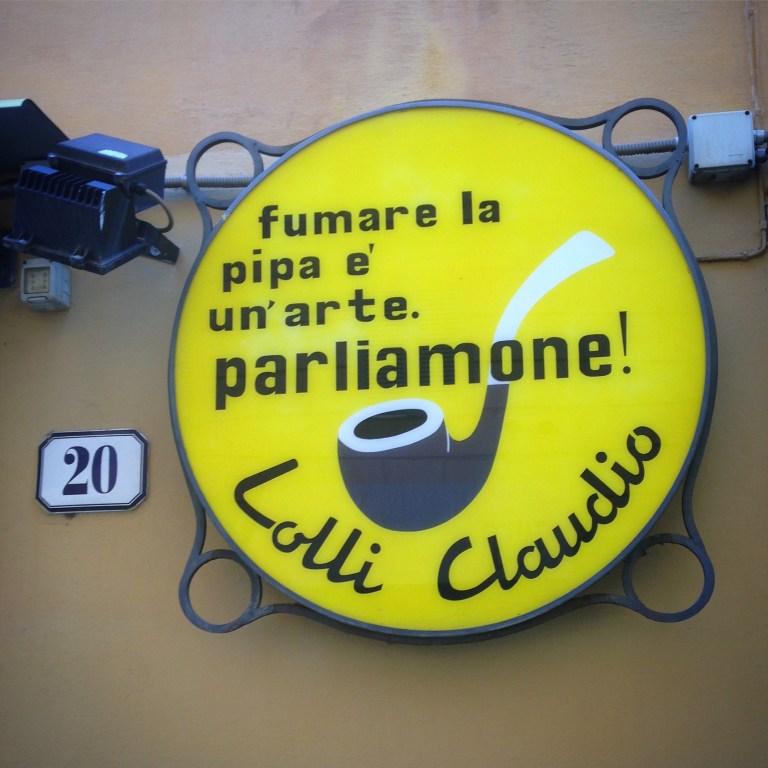 fumare la
pipa e'
un'arte.
parliamone!
Lolli Claudio
20